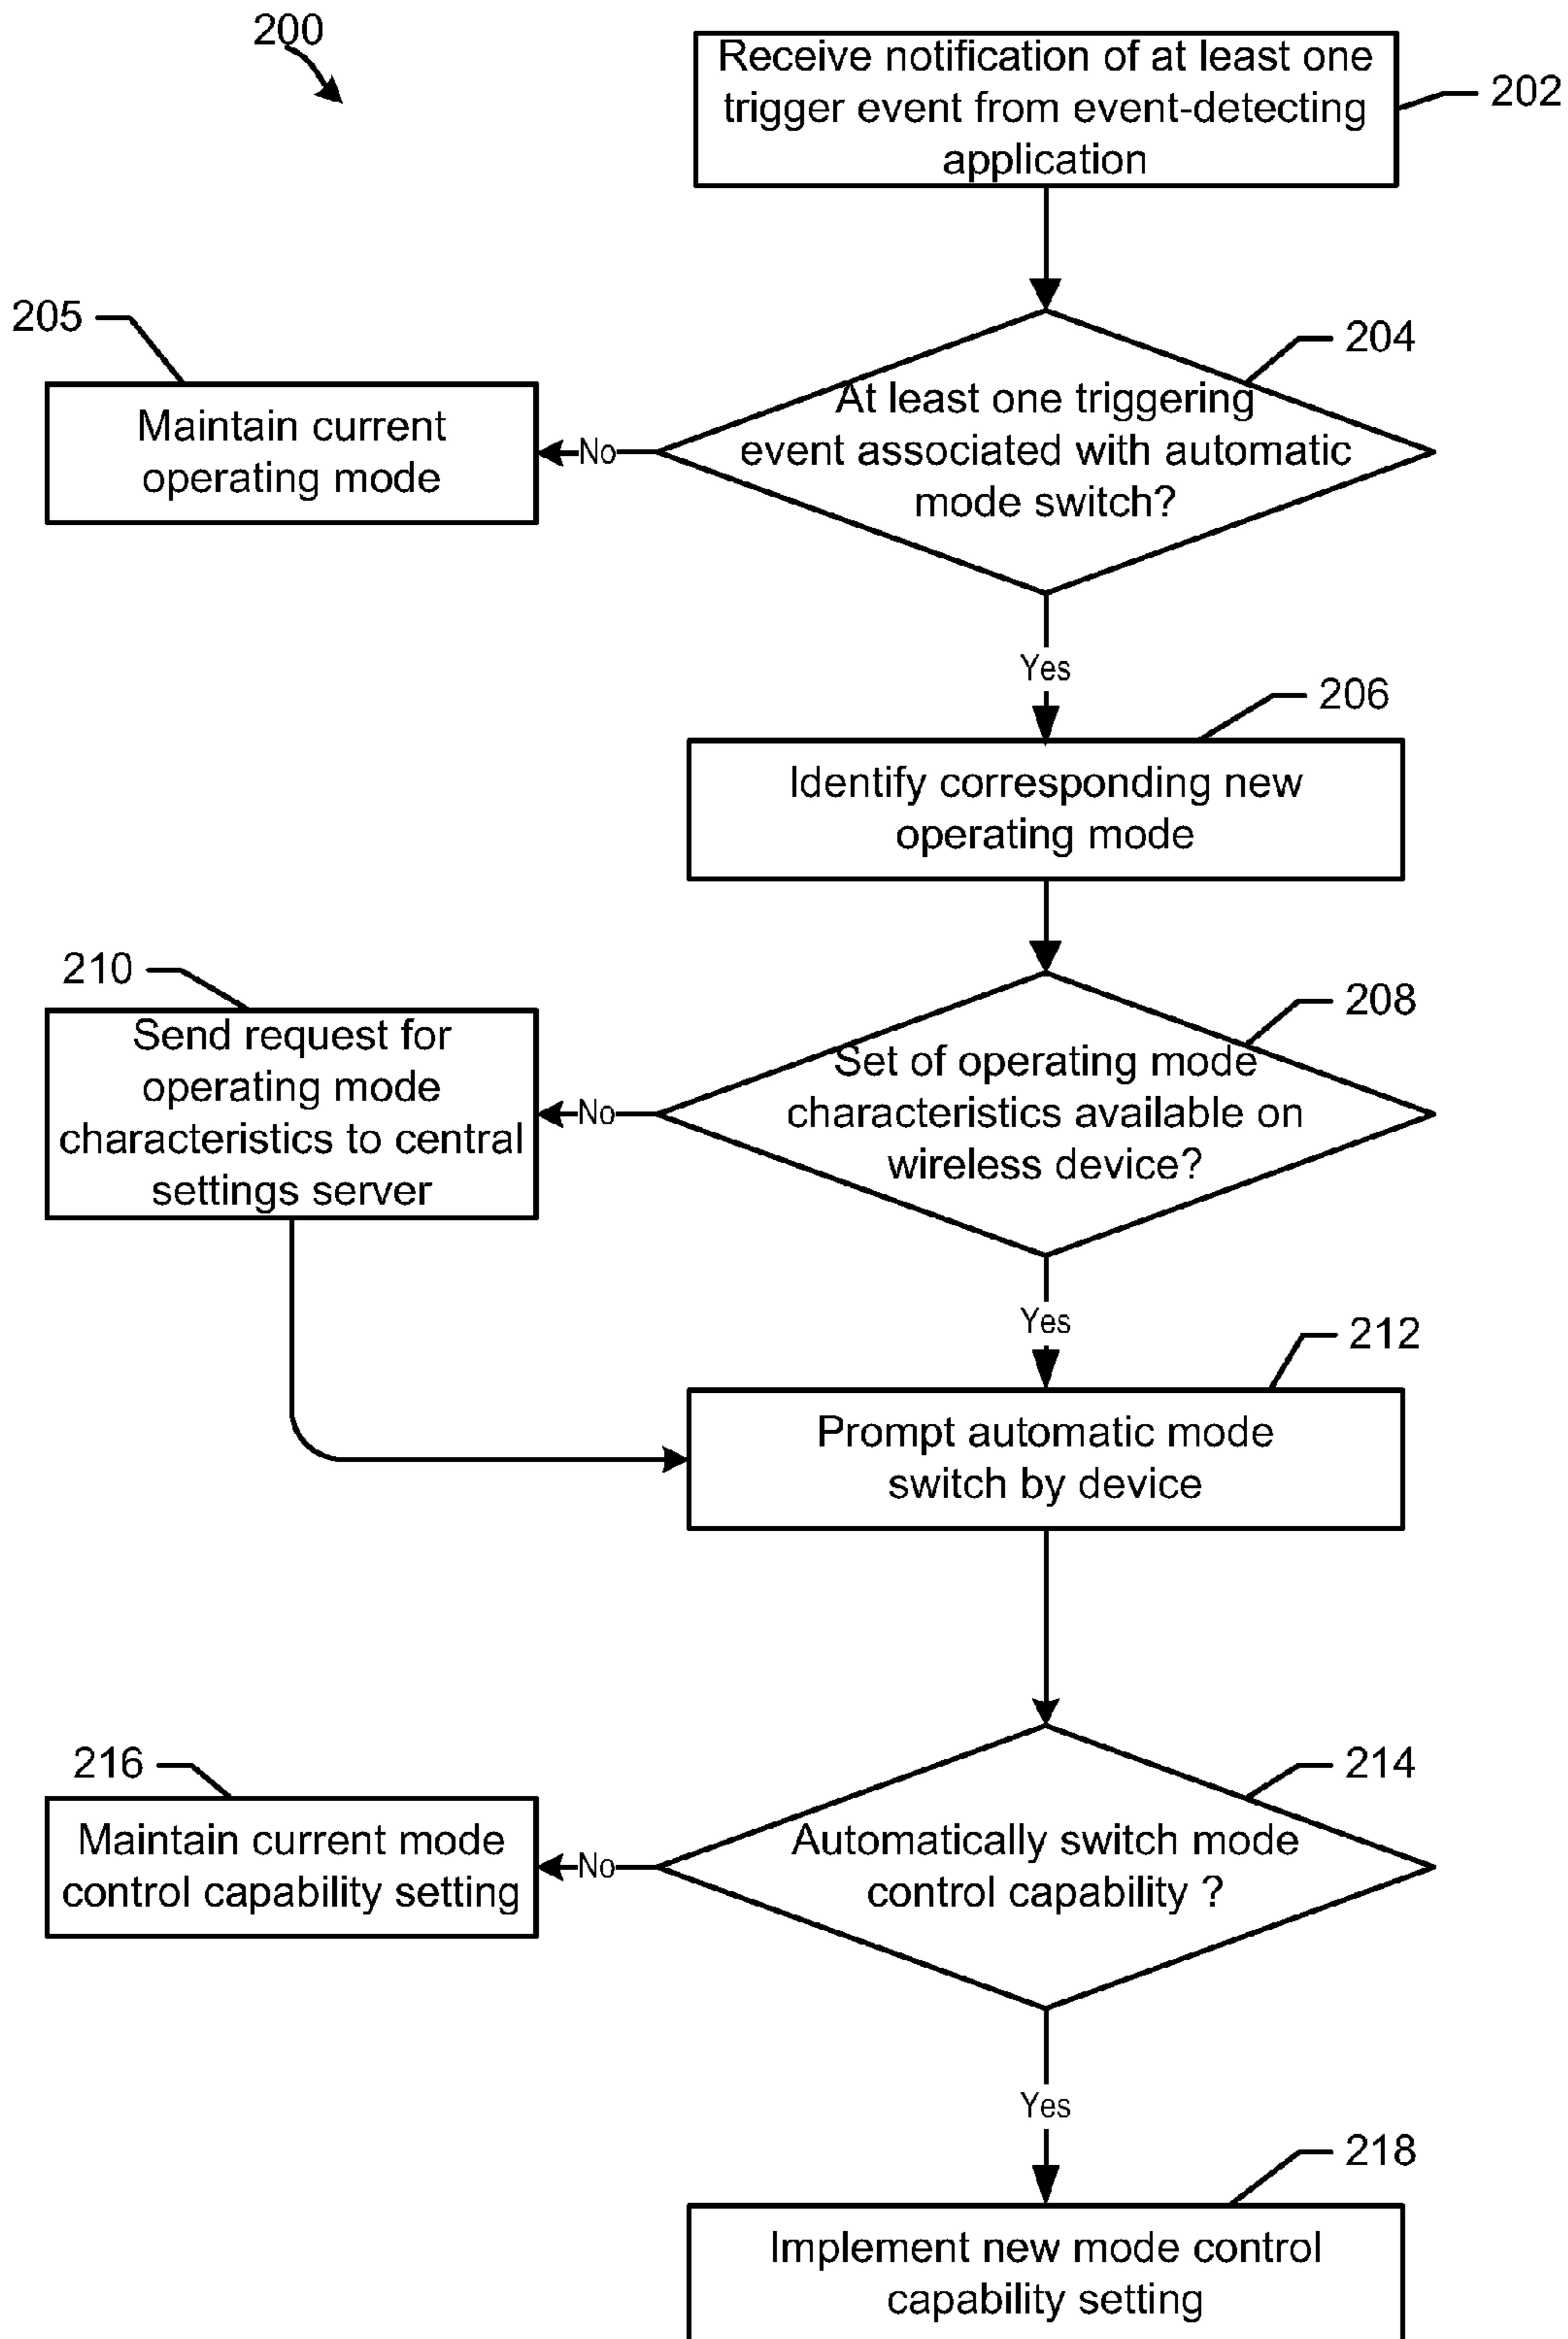 200
Receive notification of at least one
trigger event from event-detecting
application
202
205
204
Maintain current
operating mode
No
At least one triggering
event associated with automatic
mode switch?
Yes
206
Identify corresponding new
operating mode
210
208
Send request for
operating mode
characteristics to central
settings server
No
Set of operating mode
characteristics available on
wireless device?
Yes
212
Prompt automatic mode
switch by device
216
214
Maintain current mode
control capability setting
No
Automatically switch mode
control capability ?
Yes
218
Implement new mode control
capability setting